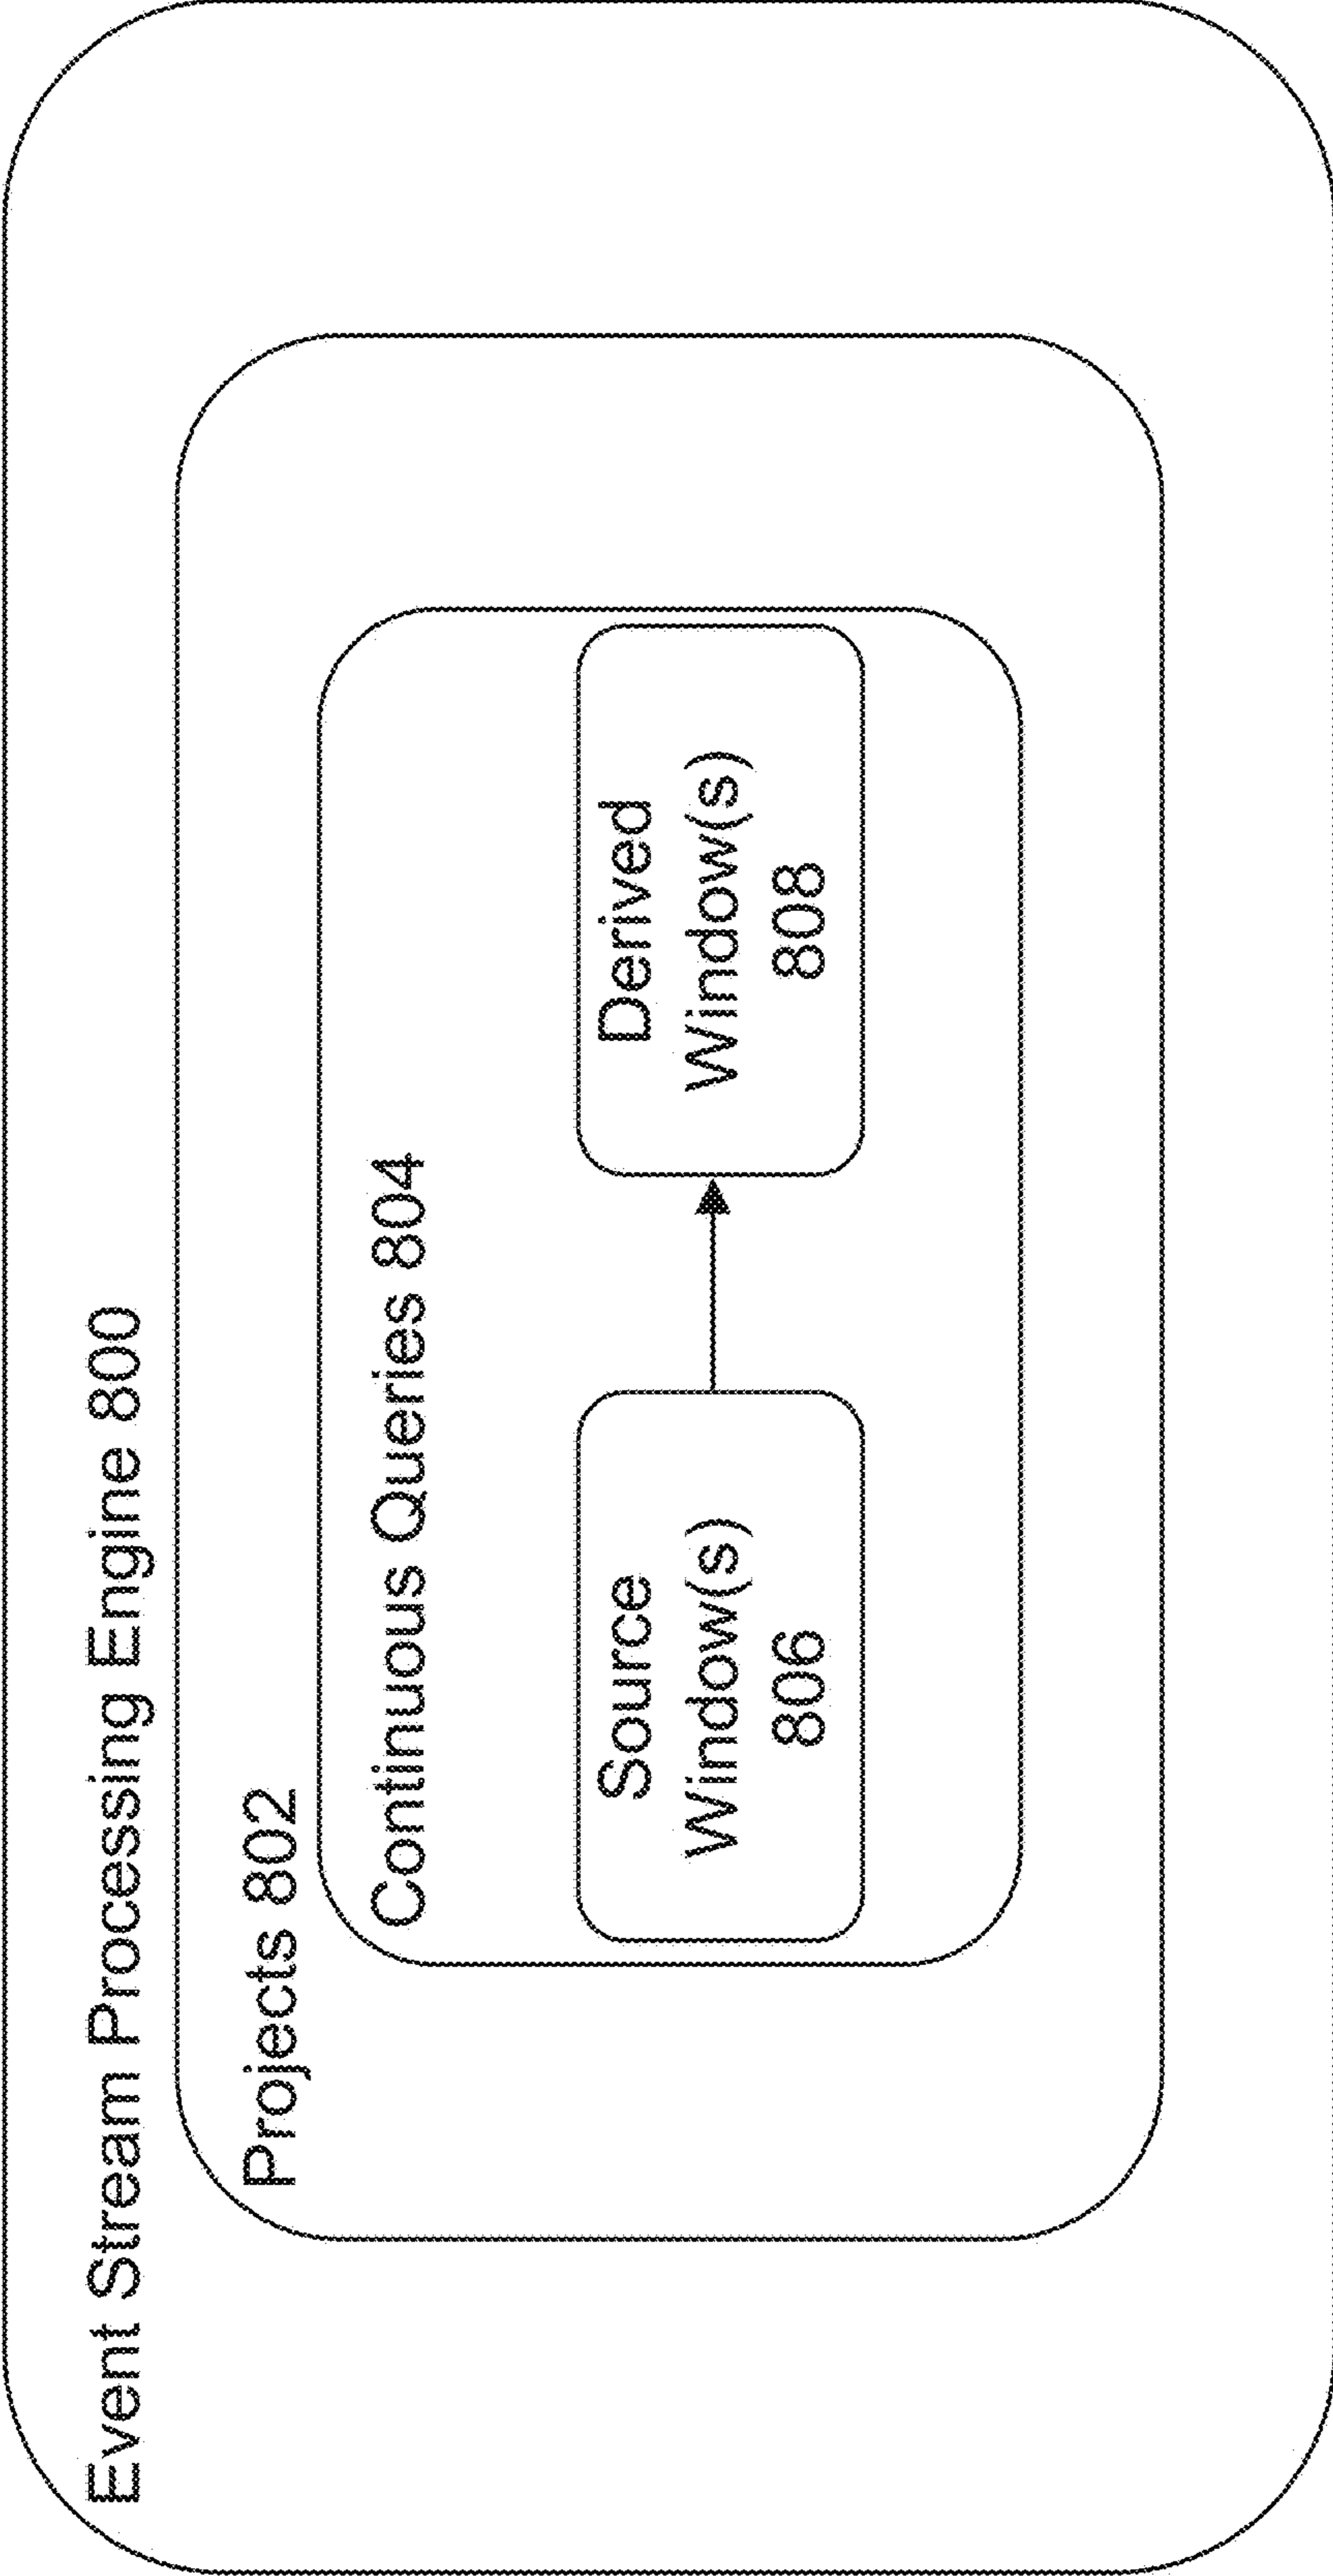 Event Stream Processing Engine 800
Projects 802
Continuous Queries 804
Source
Window(s)
806
Derived
Window(s)
808